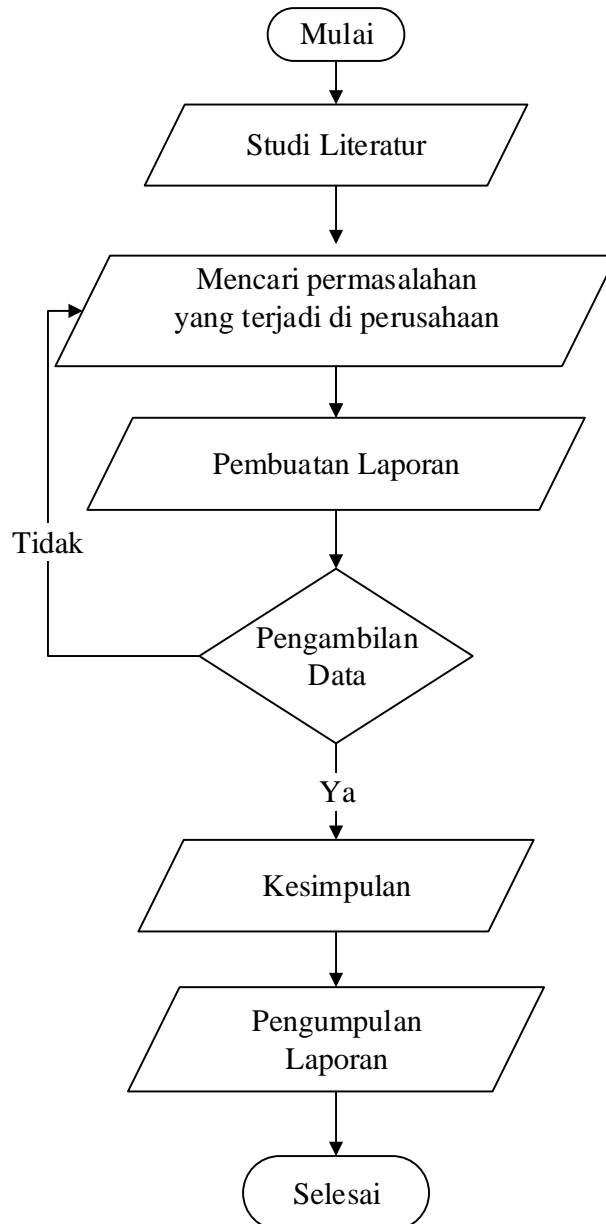 Mulai
Studi Literatur
Mencari permasalahan
yang terjadi di perusahaan
Pembuatan Laporan
Tidak
Pengambilan
Data
Ya
Kesimpulan
Pengumpulan
Laporan
Selesai